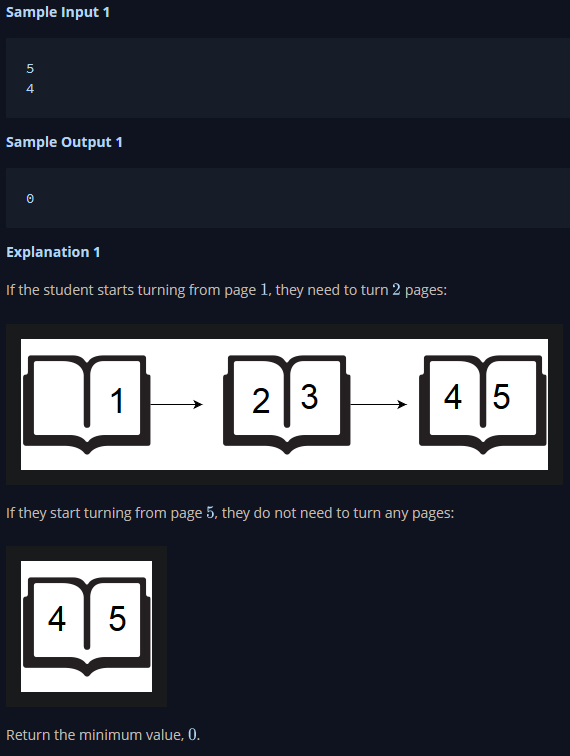 Sample Input 1
5
4
Sample Output 1
0
Explanation 1
If the student starts turning from page 1, they need to turn 2 pages:
1 2 3 4 5
If they start turning from page 5, they do not need to turn any pages:
4 5
Return the minimum value, 0.